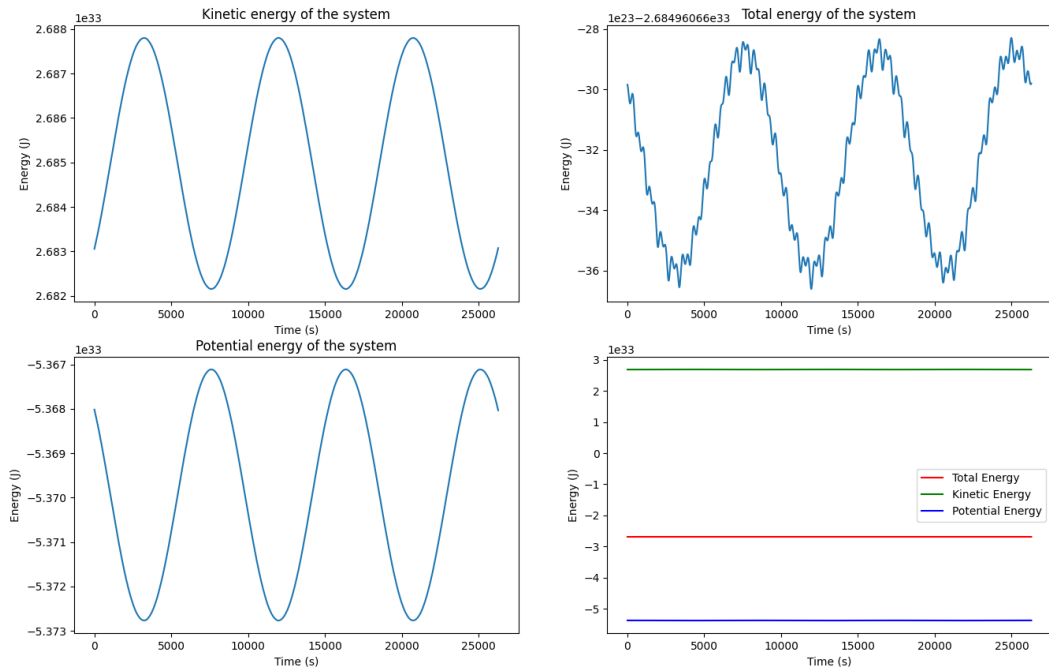 Kinetic energy of the system
1e33
2.688
2.687
2.686
2.685
2.684
2.683
2.682
Energy (J)
0 5000 10000 15000 20000 25000
Time (s)
Total energy of the system
1e23−2.68496066e33
−28
−30
−32
−34
−36
Energy (J)
0 5000 10000 15000 20000 25000
Time (s)
Potential energy of the system
1e33
−5.367
−5.368
−5.369
−5.370
−5.371
−5.372
−5.373
Energy (J)
0 5000 10000 15000 20000 25000
Time (s)
1e33
3
2
1
0
−1
−2
−3
−4
−5
Energy (J)
Total Energy
Kinetic Energy
Potential Energy
0 5000 10000 15000 20000 25000
Time (s)